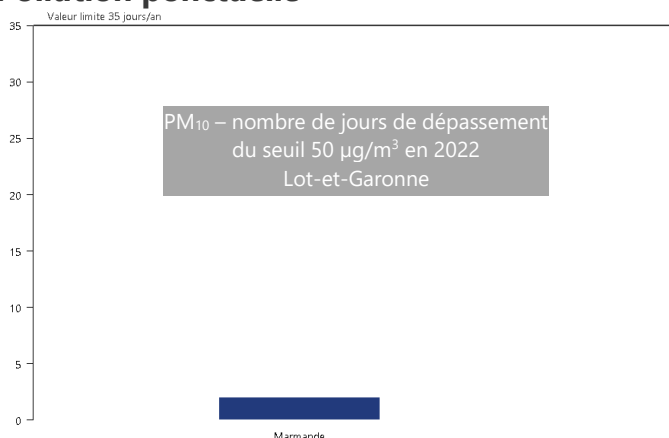 Pollution ponctuelle
Valeur limite 35 jours/an
35
30
25
20
15
10
5
0
PM₁₀ – nombre de jours de dépassement
du seuil 50 µg/m³ en 2022
Lot-et-Garonne
Marmande